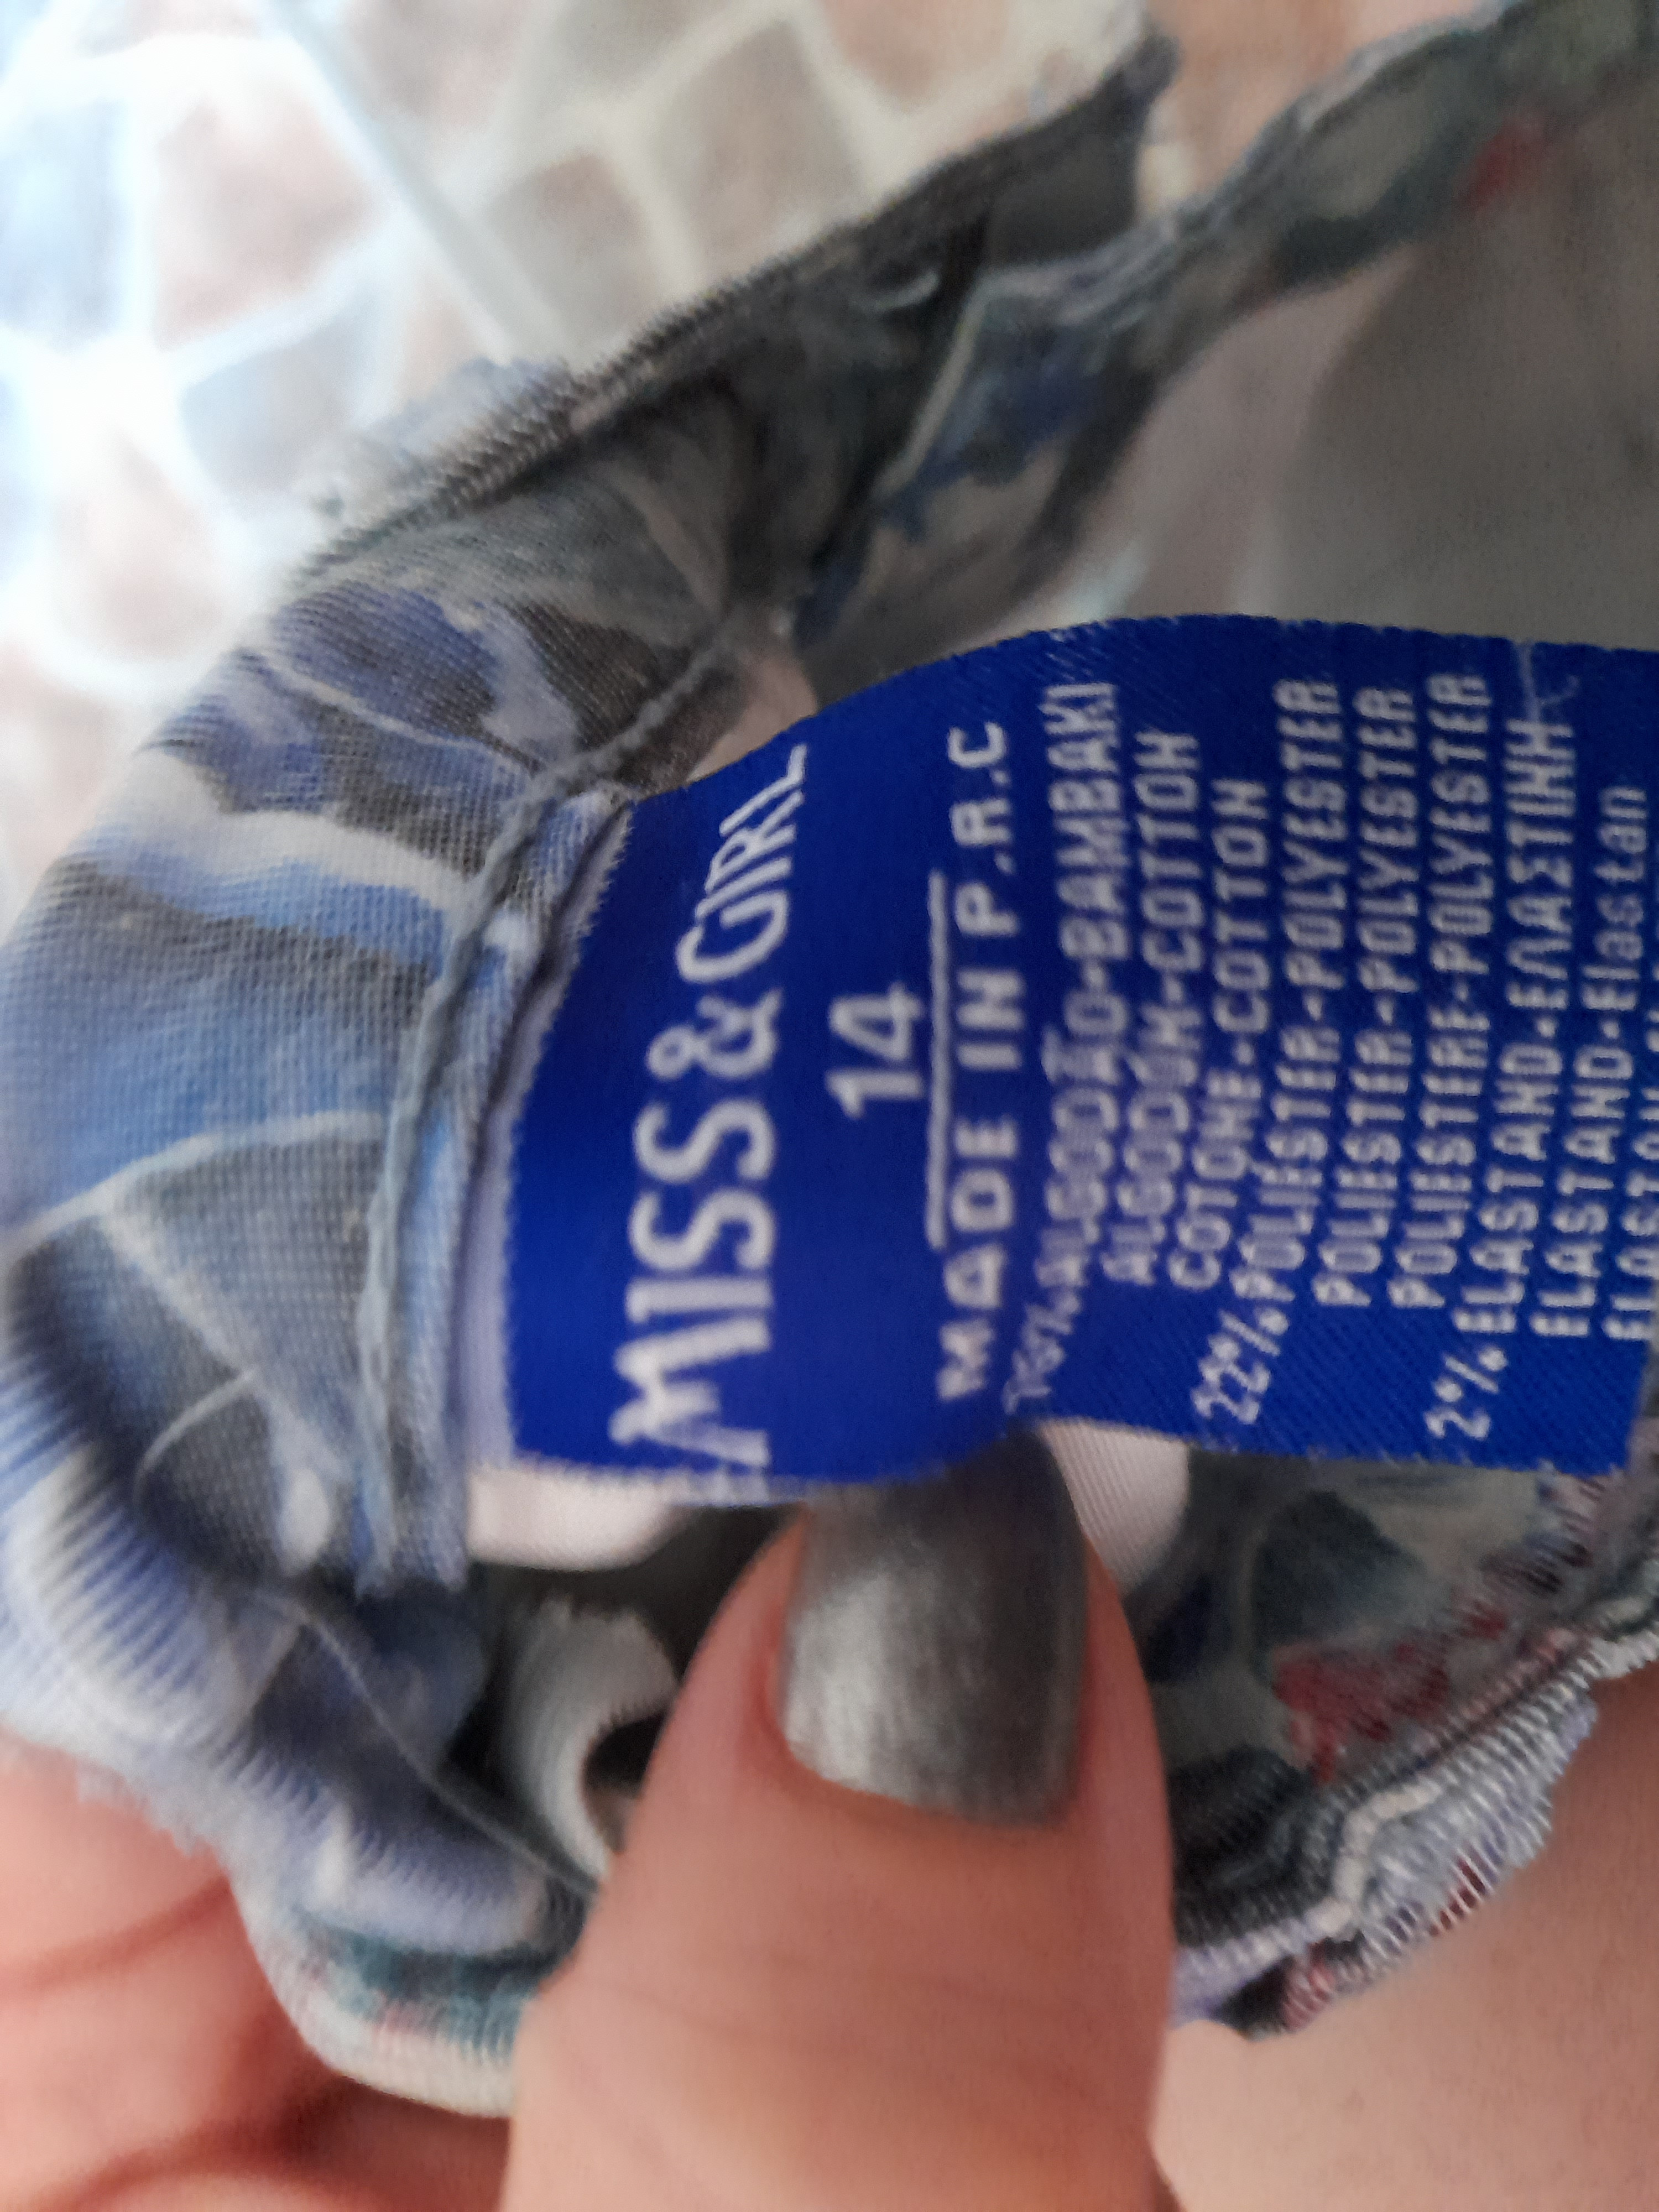 MISS & GIRL
14
MADE IN P.R.C
76% ALGODÃO-BAMBAKI
ALGODÓN-COTTON
COTONE-COTTON
22% POLIÉSTER-POLYESTER
POLIESTER-POLYESTER
POLIESTERE-POLYESTER
2% ELASTANO-ΕΛΑΣΤΙΝΗ
ELASTANO-Elastan